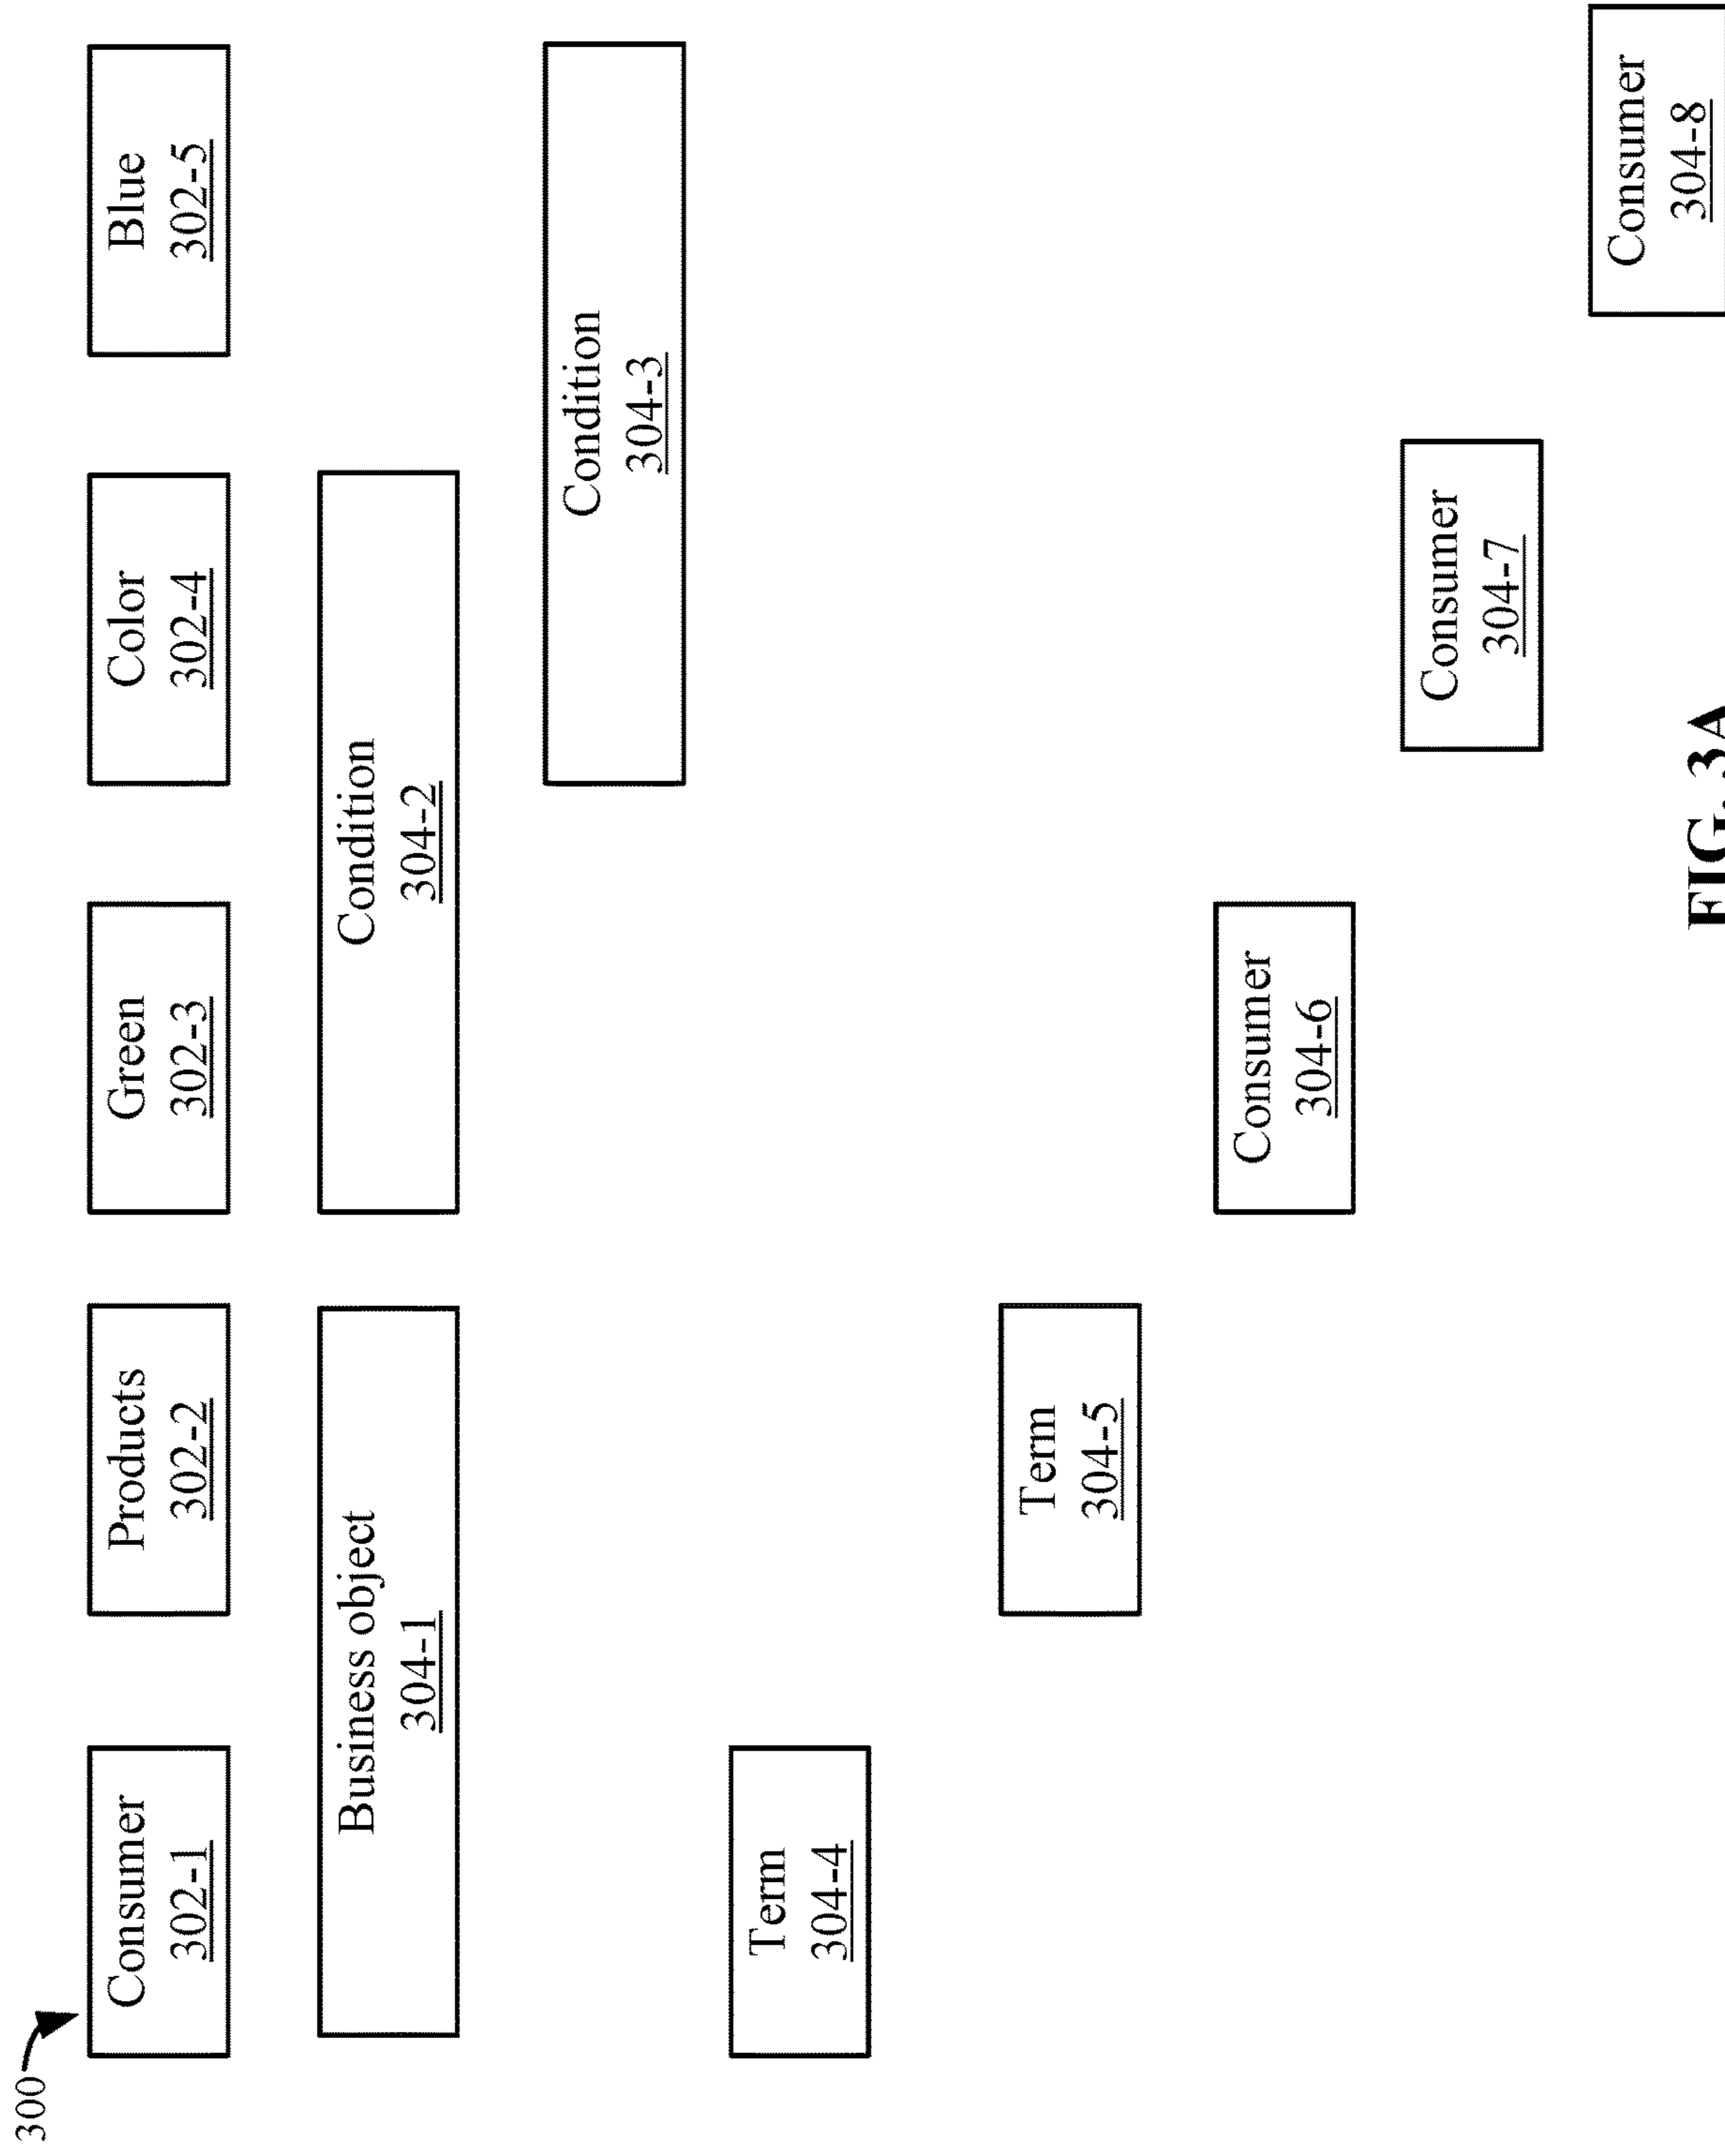 300
Consumer
302-1
Products
302-2
Green
302-3
Color
302-4
Blue
302-5
Business object
304-1
Condition
304-2
Condition
304-3
Term
304-4
Term
304-5
Consumer
304-6
Consumer
304-7
Consumer
304-8
FIG. 3A